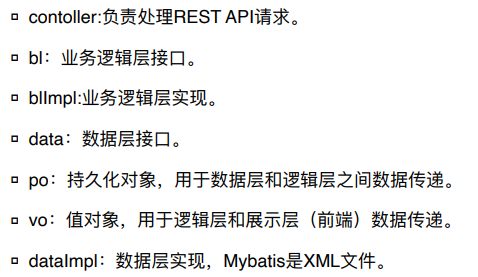 ▯ contoller:负责处理REST API请求。
▯ bl：业务逻辑层接口。
▯ blImpl:业务逻辑层实现。
▯ data：数据层接口。
▯ po：持久化对象，用于数据层和逻辑层之间数据传递。
▯ vo：值对象，用于逻辑层和展示层（前端）数据传递。
▯ dataImpl：数据层实现，Mybatis是XML文件。